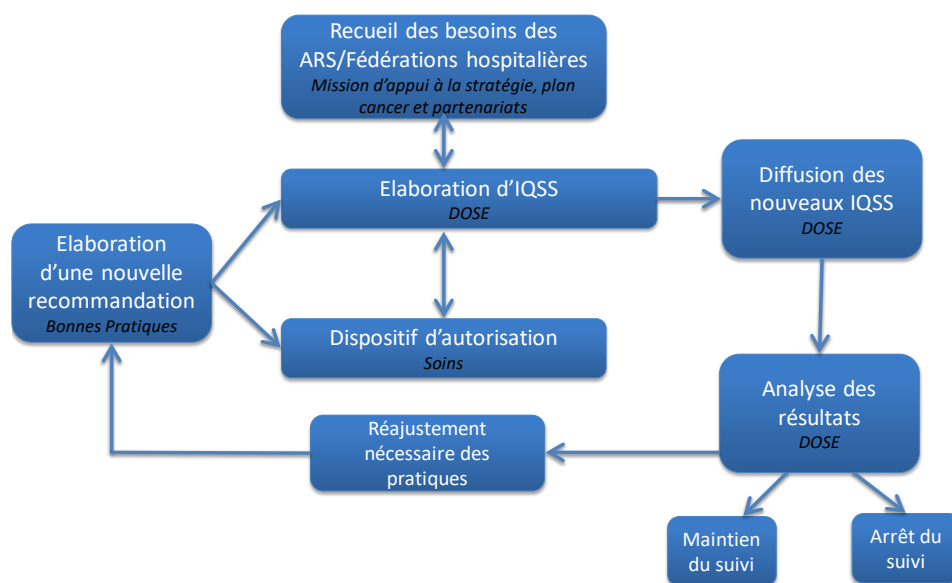 Recueil des besoins des
ARS/Fédérations hospitalières
Mission d'appui à la stratégie, plan
cancer et partenariats
Elaboration d'IQSS
DOSE
Diffusion des
nouveaux IQSS
DOSE
Elaboration
d'une nouvelle
recommandation
Bonnes Pratiques
Dispositif d'autorisation
Soins
Analyse des
résultats
DOSE
Réajustement
nécessaire des
pratiques
Maintien
du suivi
Arrêt du
suivi